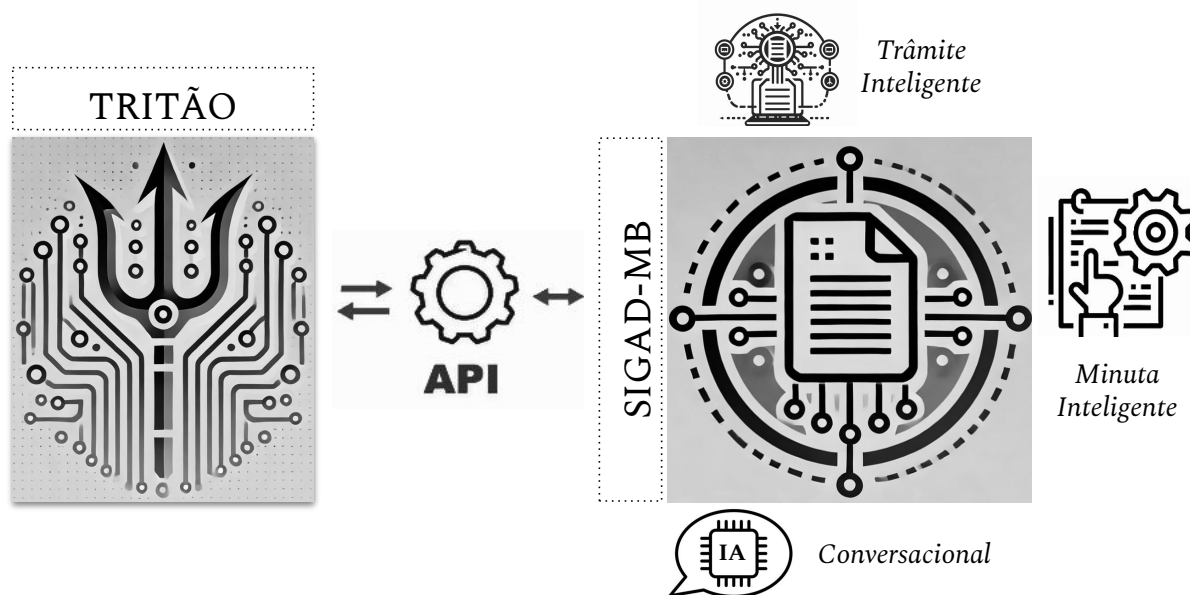 TRITÃO
API
SIGAD-MB
Trâmite
Inteligente
Minuta
Inteligente
IA
Conversacional